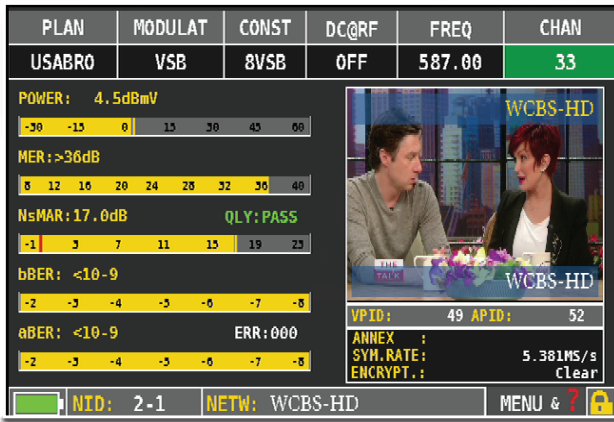 PLAN MODULAT CONST DC@RF FREQ CHAN
USABRO VSB 8VSB OFF 587.00 33
POWER: 4.5dBmV
-30 -15 0 15 30 45 60
MER:>36dB
8 12 16 20 24 28 32 36 40
NsMAR:17.0dB QLY:PASS
-1 3 7 11 15 19 23
bBER: <10-9
-2 -3 -4 -5 -6 -7 -8
aBER: <10-9 ERR:000
-2 -3 -4 -5 -6 -7 -8
WCBS-HD
THE
TALK
WCBS-HD
VPID: 49 APID: 52
ANNEX :
SYM.RATE: 5.381MS/s
ENCRYPT.: Clear
NID: 2-1 NETW: WCBS-HD MENU & ?